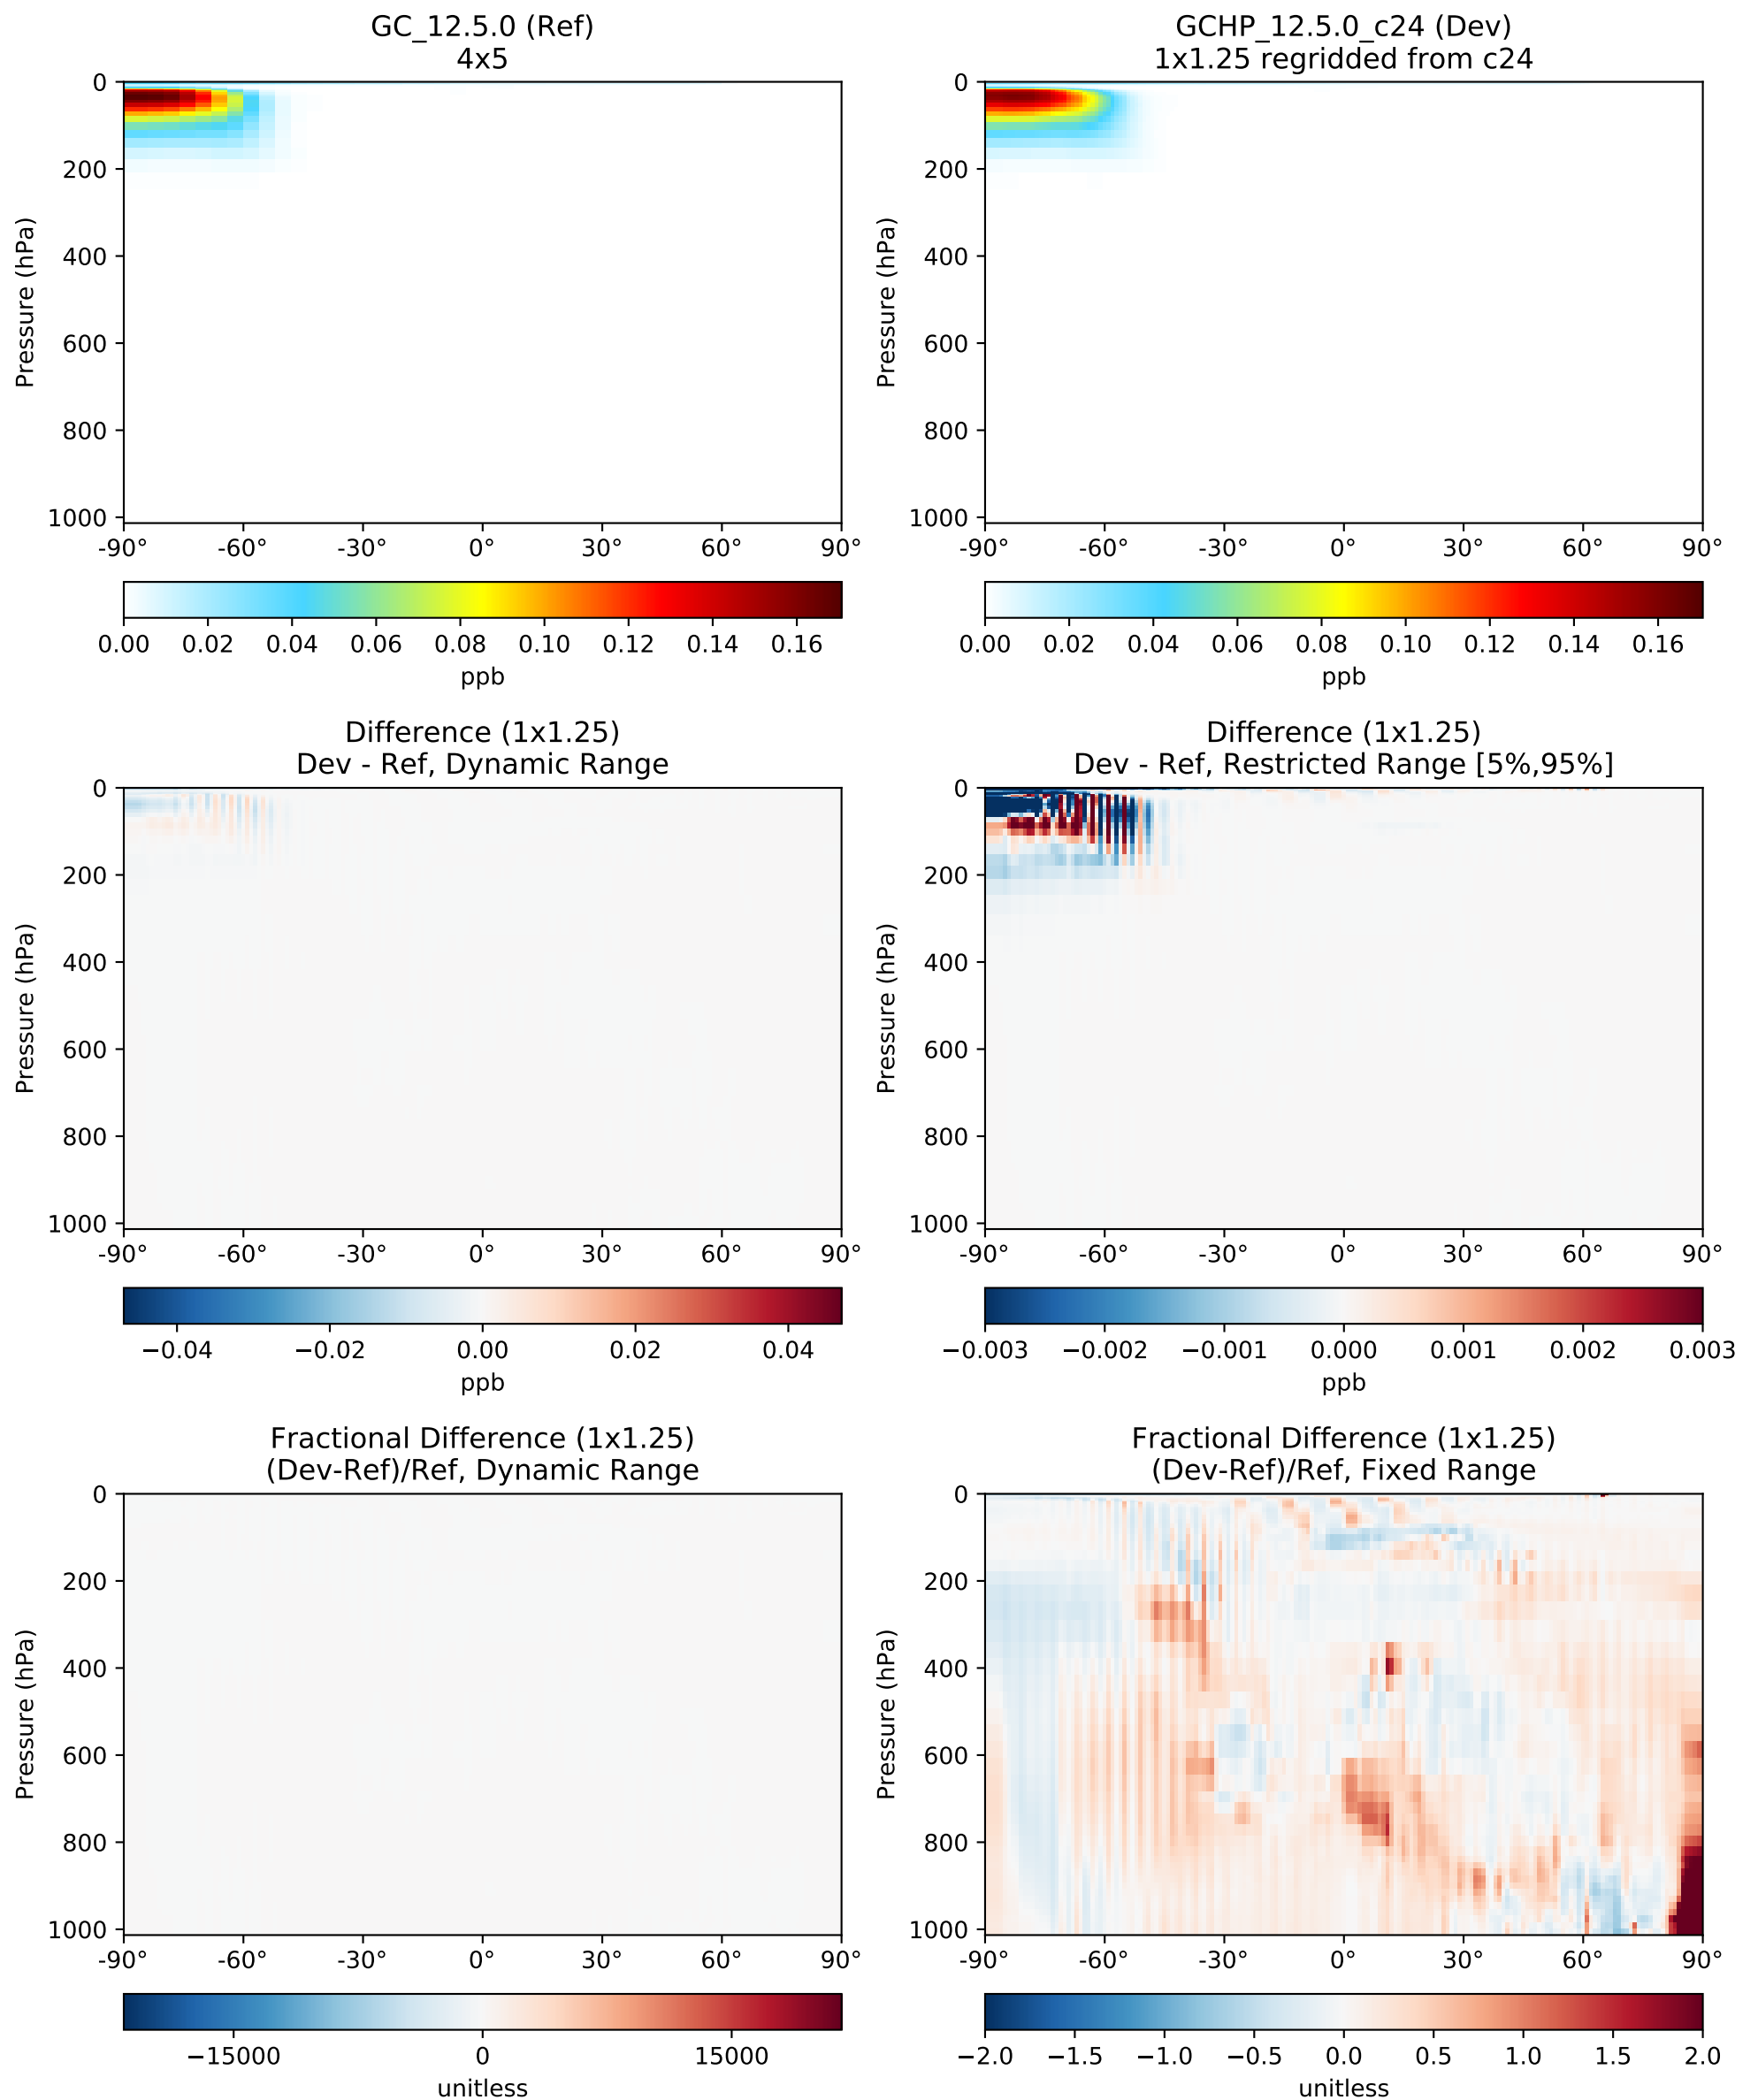 GC_12.5.0 (Ref)
4x5
0
200
400
600
800
1000
Pressure (hPa)
-90° -60° -30° 0° 30° 60° 90°
0.00 0.02 0.04 0.06 0.08 0.10 0.12 0.14 0.16
ppb
GCHP_12.5.0_c24 (Dev)
1x1.25 regridded from c24
0
200
400
600
800
1000
Pressure (hPa)
-90° -60° -30° 0° 30° 60° 90°
0.00 0.02 0.04 0.06 0.08 0.10 0.12 0.14 0.16
ppb
Difference (1x1.25)
Dev - Ref, Dynamic Range
0
200
400
600
800
1000
Pressure (hPa)
-90° -60° -30° 0° 30° 60° 90°
−0.04 −0.02 0.00 0.02 0.04
ppb
Difference (1x1.25)
Dev - Ref, Restricted Range [5%,95%]
0
200
400
600
800
1000
Pressure (hPa)
-90° -60° -30° 0° 30° 60° 90°
−0.003 −0.002 −0.001 0.000 0.001 0.002 0.003
ppb
Fractional Difference (1x1.25)
(Dev-Ref)/Ref, Dynamic Range
0
200
400
600
800
1000
Pressure (hPa)
-90° -60° -30° 0° 30° 60° 90°
−15000 0 15000
unitless
Fractional Difference (1x1.25)
(Dev-Ref)/Ref, Fixed Range
0
200
400
600
800
1000
Pressure (hPa)
-90° -60° -30° 0° 30° 60° 90°
−2.0 −1.5 −1.0 −0.5 0.0 0.5 1.0 1.5 2.0
unitless